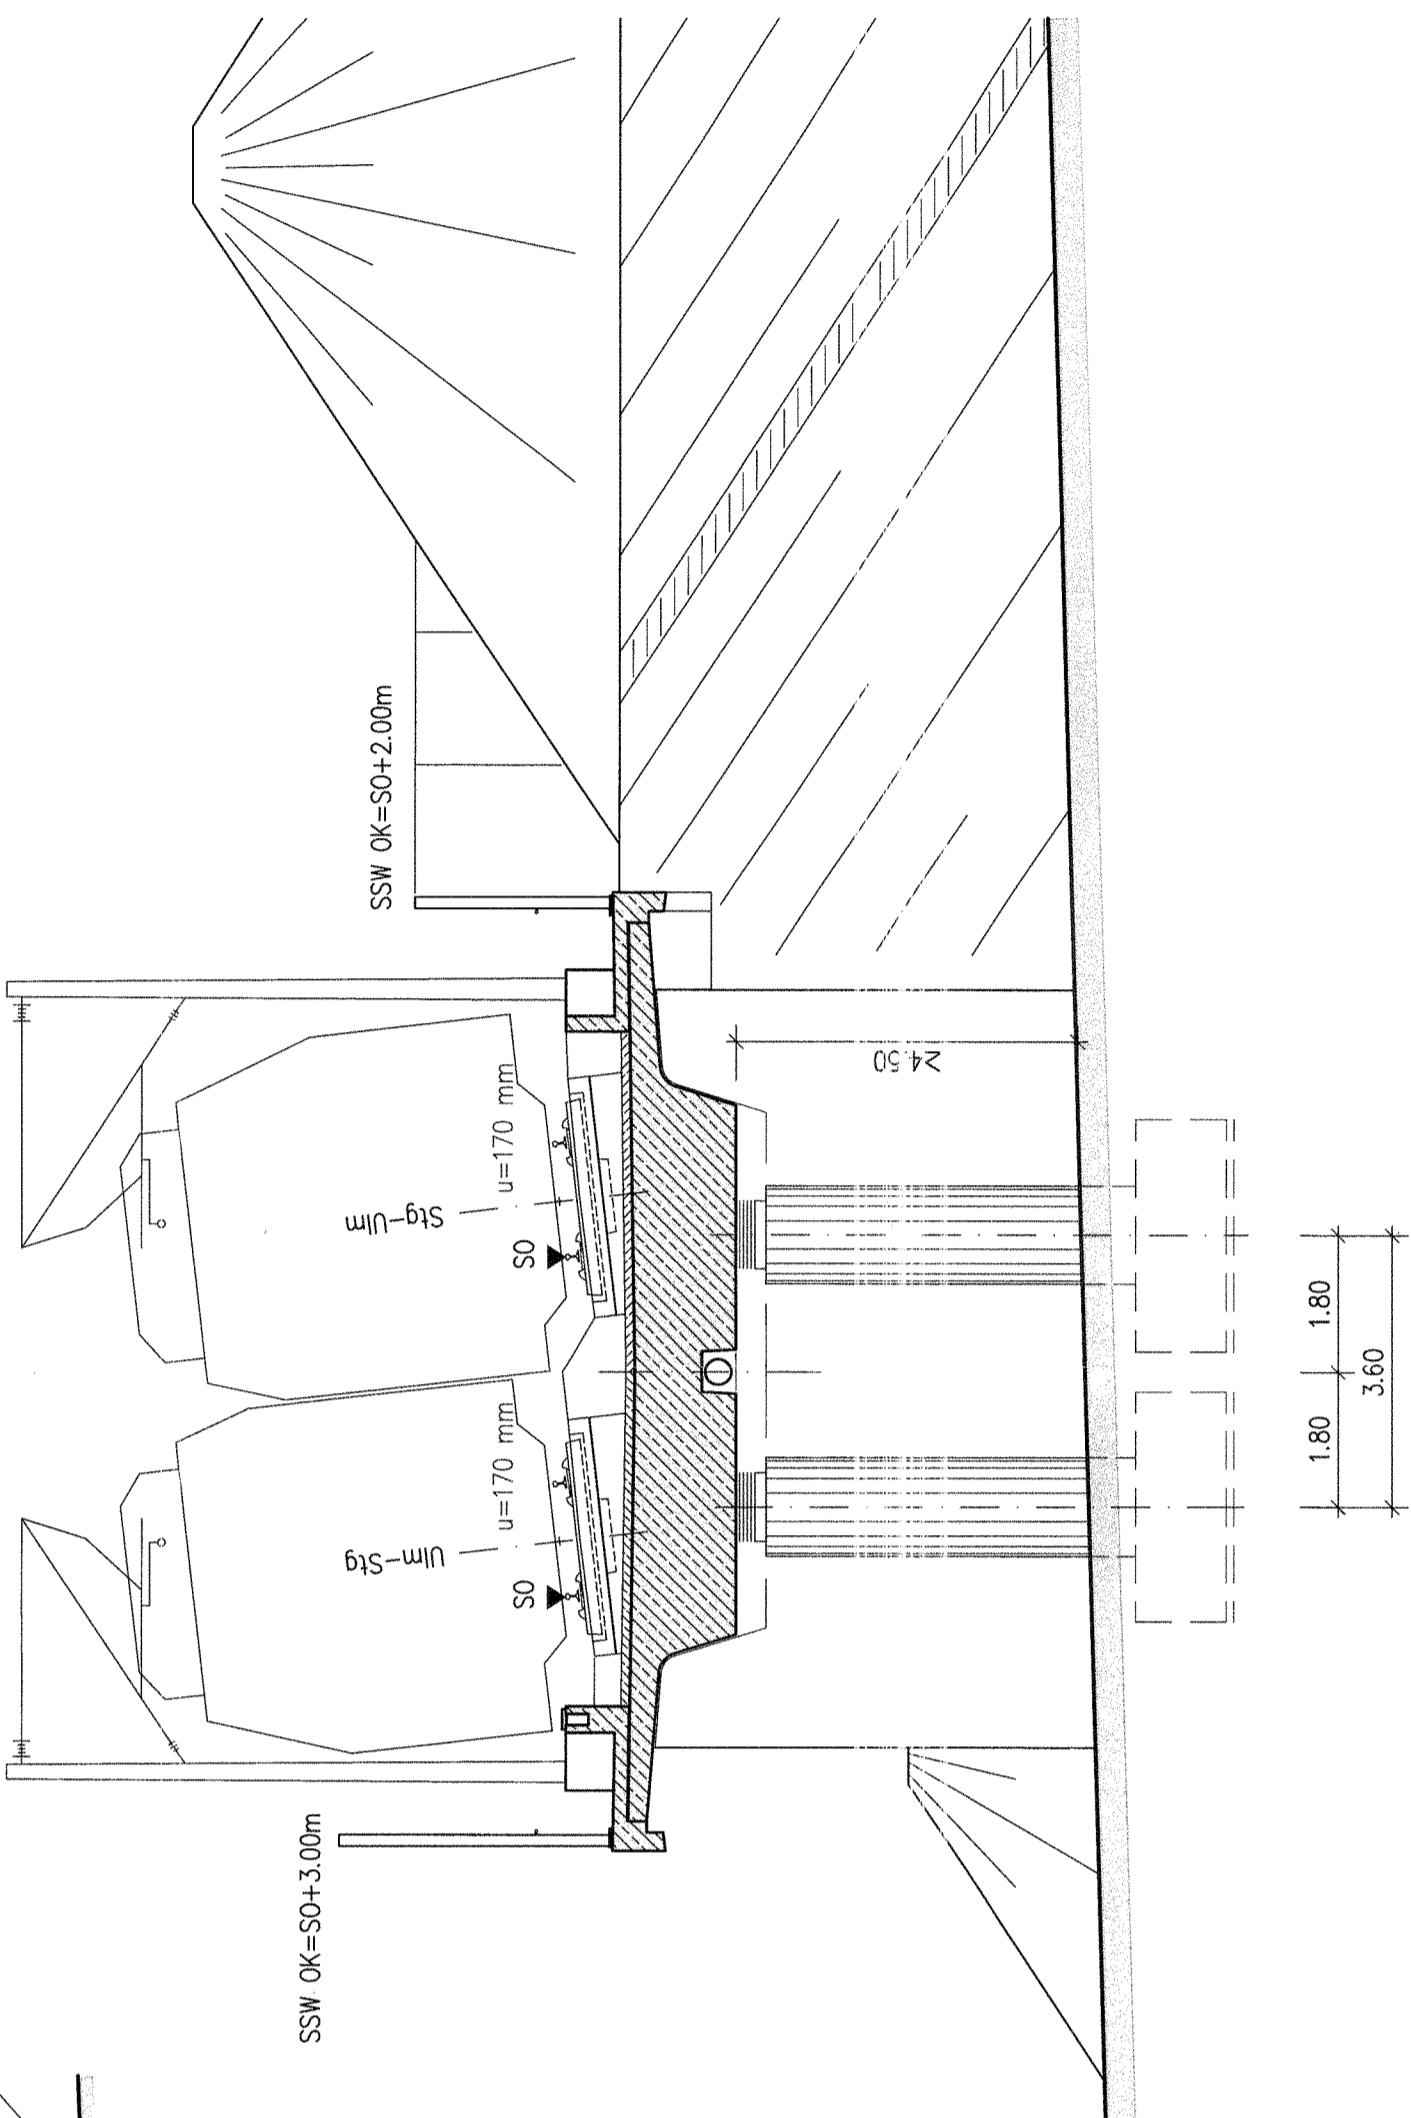 SSW OK=SO+3.00m
SSW OK=SO+2.00m
u=170 mm
Ulm-Stg
SO
u=170 mm
Stg-Ulm
SO
≥4.50
1.80
1.80
3.60